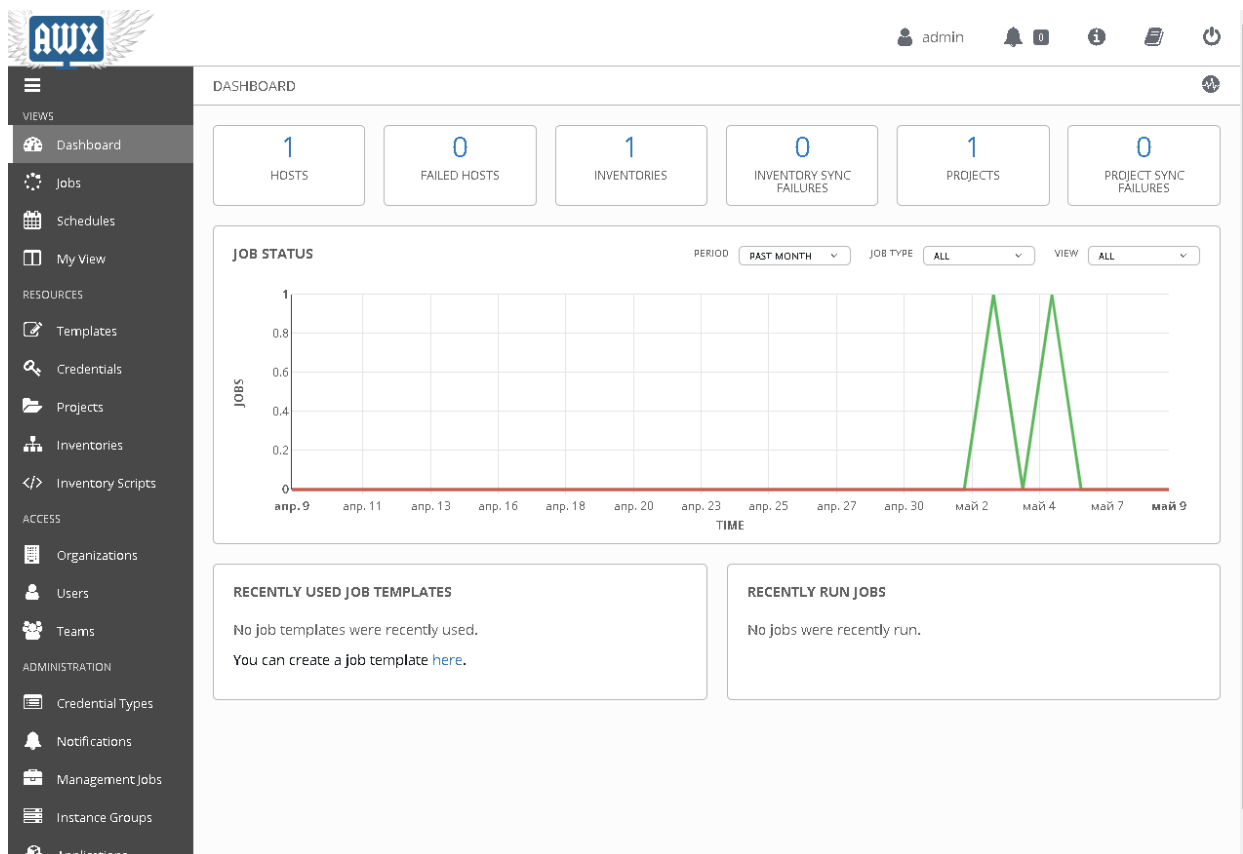 AWX
admin
0
DASHBOARD
VIEWS
Dashboard
Jobs
Schedules
My View
RESOURCES
Templates
Credentials
Projects
Inventories
Inventory Scripts
ACCESS
Organizations
Users
Teams
ADMINISTRATION
Credential Types
Notifications
Management Jobs
Instance Groups
Applications
1
HOSTS
0
FAILED HOSTS
1
INVENTORIES
0
INVENTORY SYNC
FAILURES
1
PROJECTS
0
PROJECT SYNC
FAILURES
JOB STATUS
PERIOD PAST MONTH JOB TYPE ALL VIEW ALL
1
0.8
0.6
0.4
0.2
0
JOBS
апр. 9 апр. 11 апр. 13 апр. 16 апр. 18 апр. 20 апр. 23 апр. 25 апр. 27 апр. 30 май 2 май 4 май 7 май 9
TIME
RECENTLY USED JOB TEMPLATES
No job templates were recently used.
You can create a job template here.
RECENTLY RUN JOBS
No jobs were recently run.